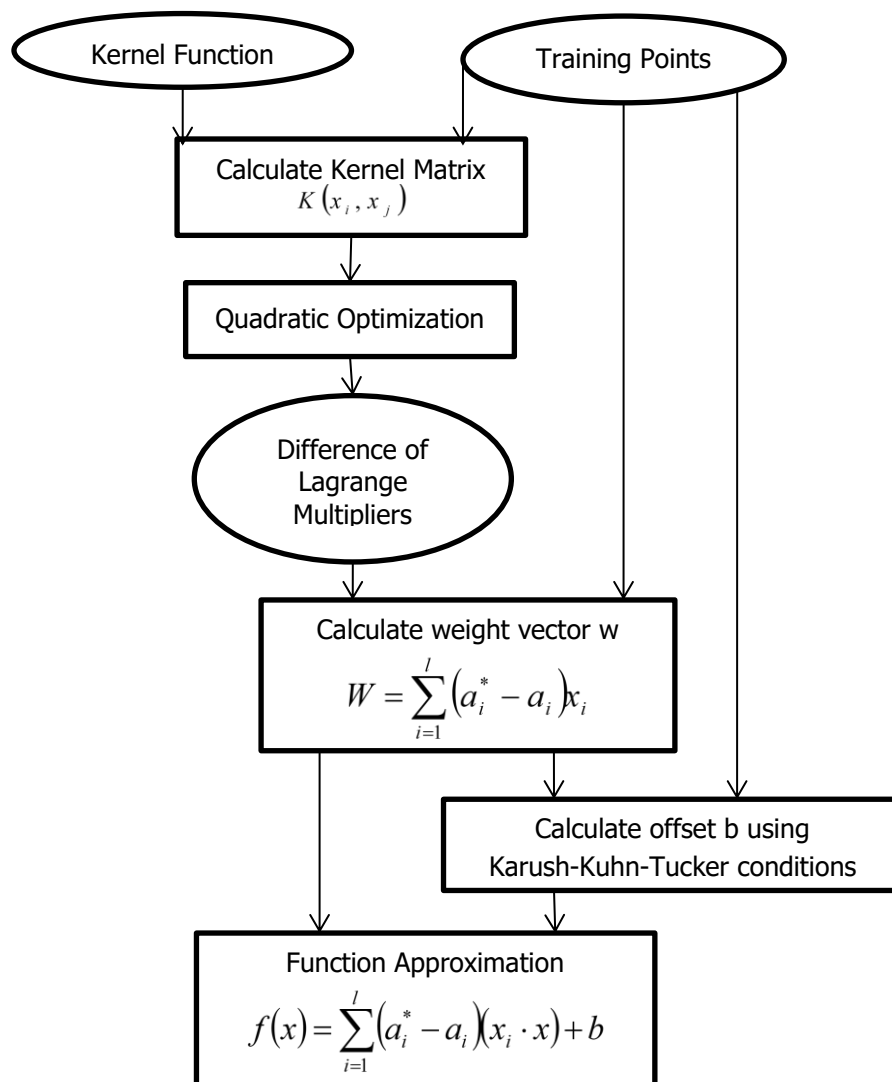 Kernel Function
Training Points
Calculate Kernel Matrix
K(x_i, x_j)
Quadratic Optimization
Difference of
Lagrange
Multipliers
Calculate weight vector w
W = \sum_{i=1}^{l} (a_i^* - a_i) x_i
Calculate offset b using
Karush-Kuhn-Tucker conditions
Function Approximation
f(x) = \sum_{i=1}^{l} (a_i^* - a_i)(x_i · x) + b